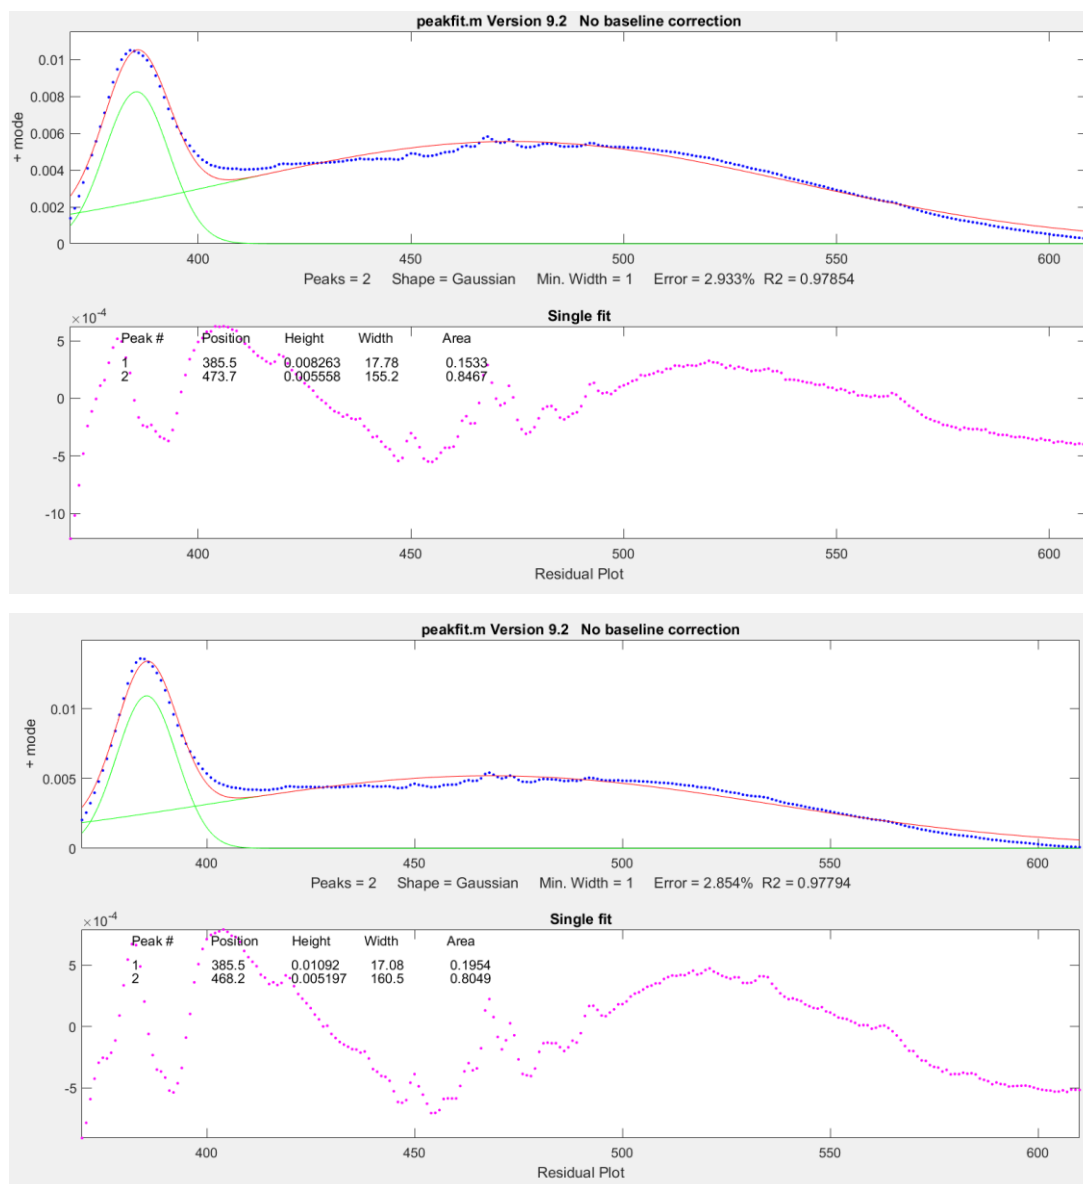 peakfit.m Version 9.2 No baseline correction
0.01
0.008
0.006
0.004
0.002
0
+ mode
400 450 500 550 600
Peaks = 2 Shape = Gaussian Min. Width = 1 Error = 2.933% R2 = 0.97854
×10-4
Single fit
Peak # Position Height Width Area
1 385.5 0.008263 17.78 0.1533
2 473.7 0.005558 155.2 0.8467
5
0
-5
-10
400 450 500 550 600
Residual Plot
peakfit.m Version 9.2 No baseline correction
0.01
0.005
0
+ mode
400 450 500 550 600
Peaks = 2 Shape = Gaussian Min. Width = 1 Error = 2.854% R2 = 0.97794
×10-4
Single fit
Peak # Position Height Width Area
1 385.5 0.01092 17.08 0.1954
2 468.2 0.005197 160.5 0.8049
5
0
-5
400 450 500 550 600
Residual Plot